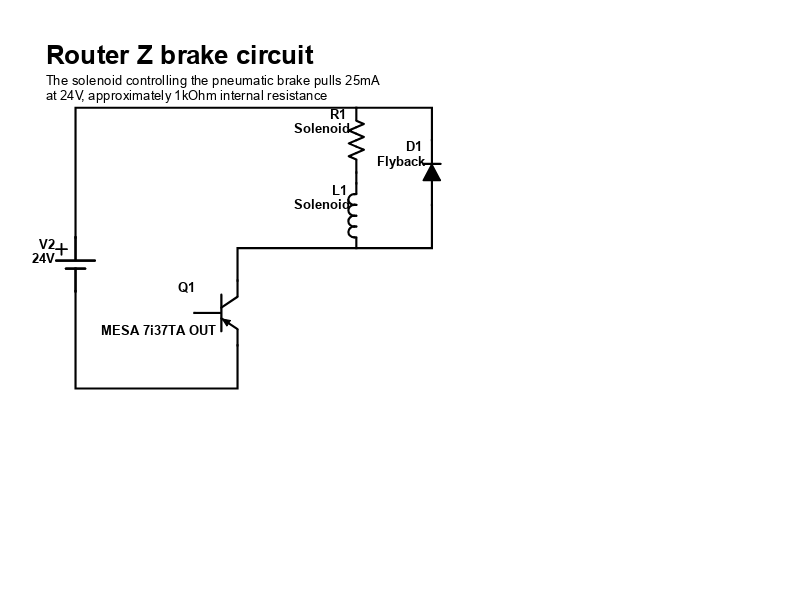 Router Z brake circuit
The solenoid controlling the pneumatic brake pulls 25mA
at 24V, approximately 1kOhm internal resistance
R1
Solenoid
D1
Flyback
L1
Solenoid
V2
24V
Q1
MESA 7i37TA OUT